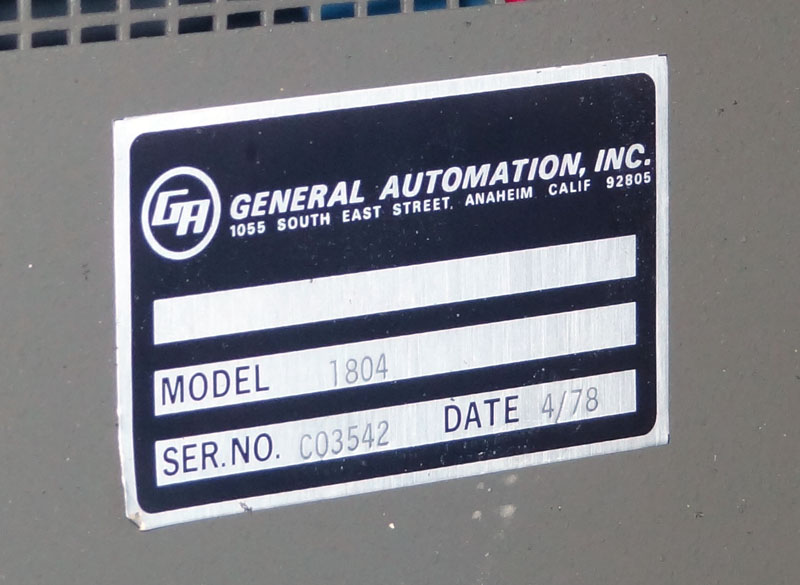 GA GENERAL AUTOMATION, INC.
1055 SOUTH EAST STREET, ANAHEIM CALIF 92805
MODEL 1804
SER.NO. C03542 DATE 4/78